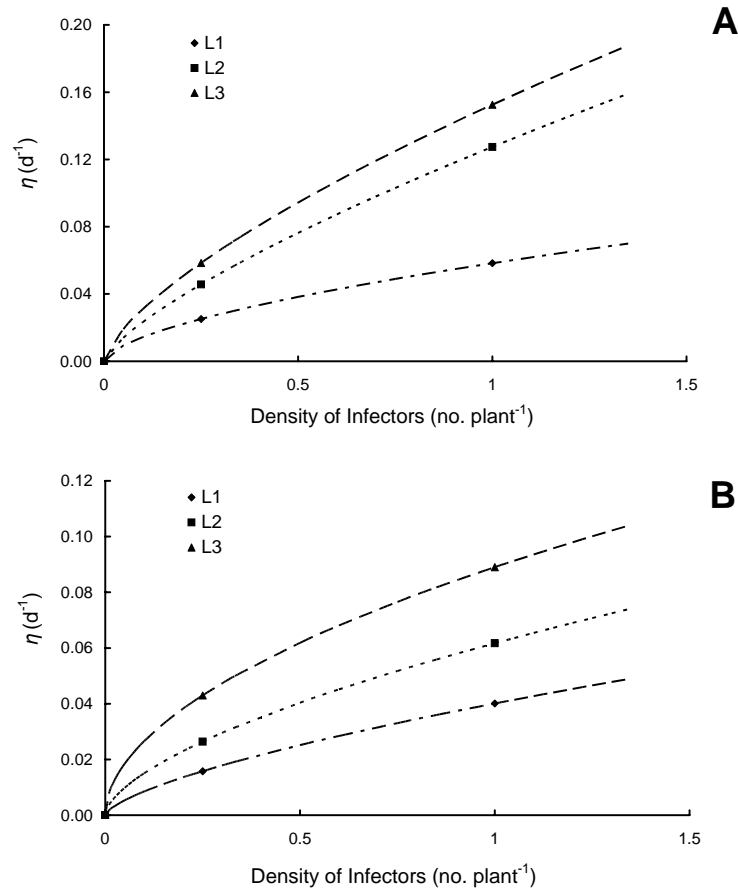 A
0.20
L1
L2
L3
0.16
0.12
0.08
0.04
0.00
η (d⁻¹)
0 0.5 1 1.5
Density of Infectors (no. plant⁻¹)
B
0.12
L1
L2
L3
0.10
0.08
0.06
0.04
0.02
0.00
η (d⁻¹)
0 0.5 1 1.5
Density of Infectors (no. plant⁻¹)